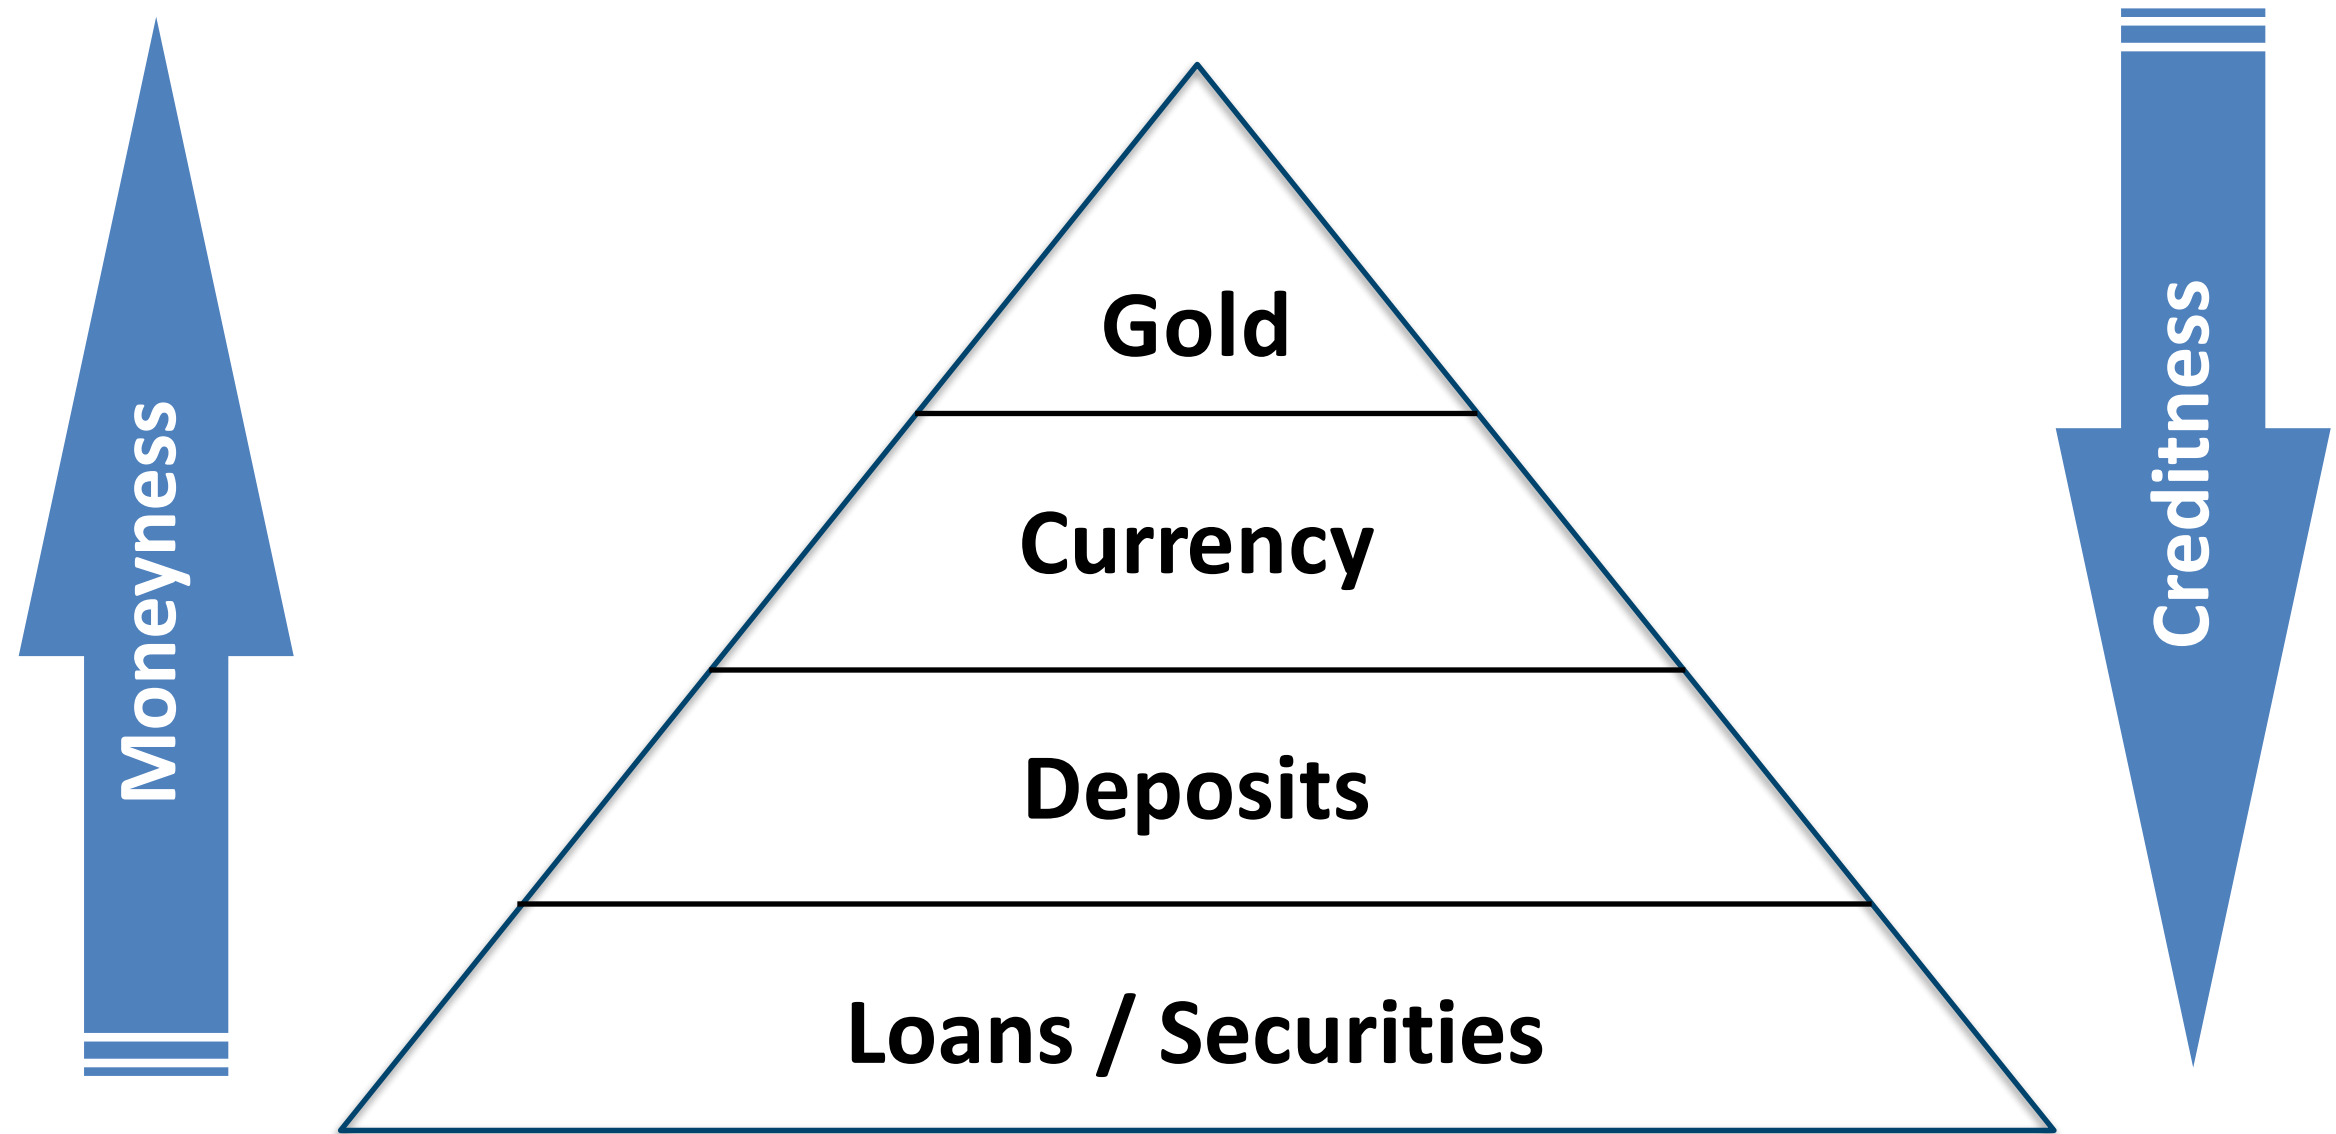 Moneyness
Gold
Currency
Deposits
Loans / Securities
Creditness